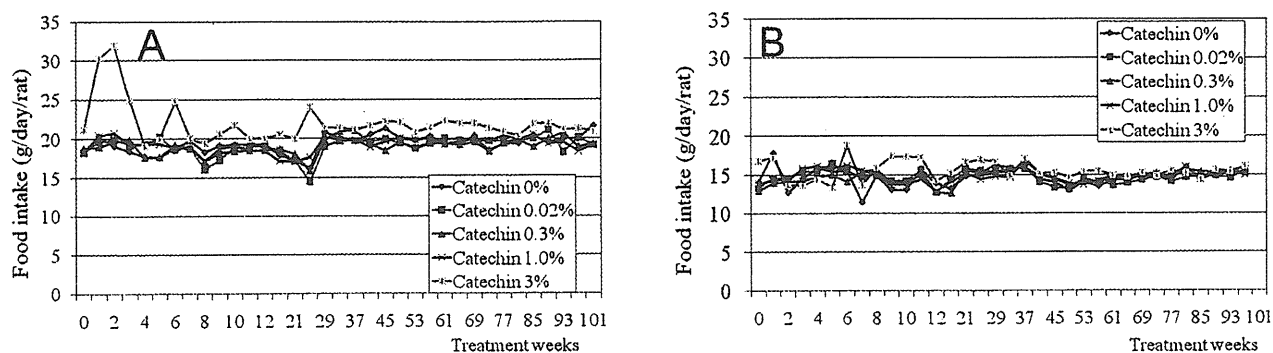 A
Food intake (g/day/rat)
35
30
25
20
15
10
5
0
Catechin 0%
Catechin 0.02%
Catechin 0.3%
Catechin 1.0%
Catechin 3%
0 2 4 6 8 10 12 21 29 37 45 53 61 69 77 85 93 101
Treatment weeks
B
Food intake (g/day/rat)
35
30
25
20
15
10
5
0
Catechin 0%
Catechin 0.02%
Catechin 0.3%
Catechin 1.0%
Catechin 3%
0 2 4 6 8 10 12 21 29 37 45 53 61 69 77 85 93 101
Treatment weeks